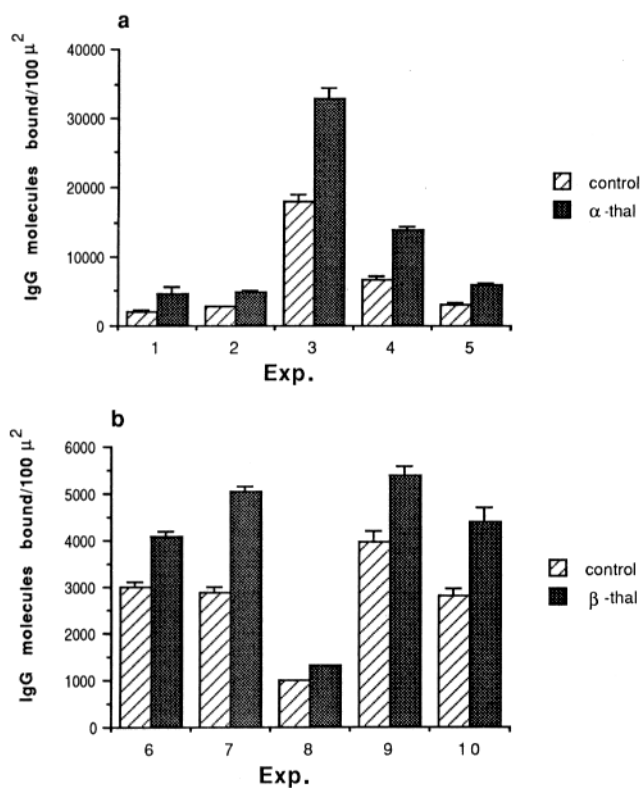 a
IgG molecules bound/100 μ²
40000
30000
20000
10000
0
1 2 3 4 5
Exp.
control
α-thal
b
IgG molecules bound/100 μ²
6000
5000
4000
3000
2000
1000
0
6 7 8 9 10
Exp.
control
β-thal